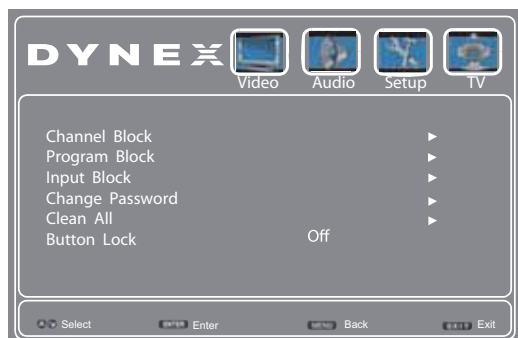 DYNEX
Video Audio Setup TV
Channel Block
Program Block
Input Block
Change Password
Clean All
Button Lock Off
Select ENTER Enter MENU Back EXIT Exit